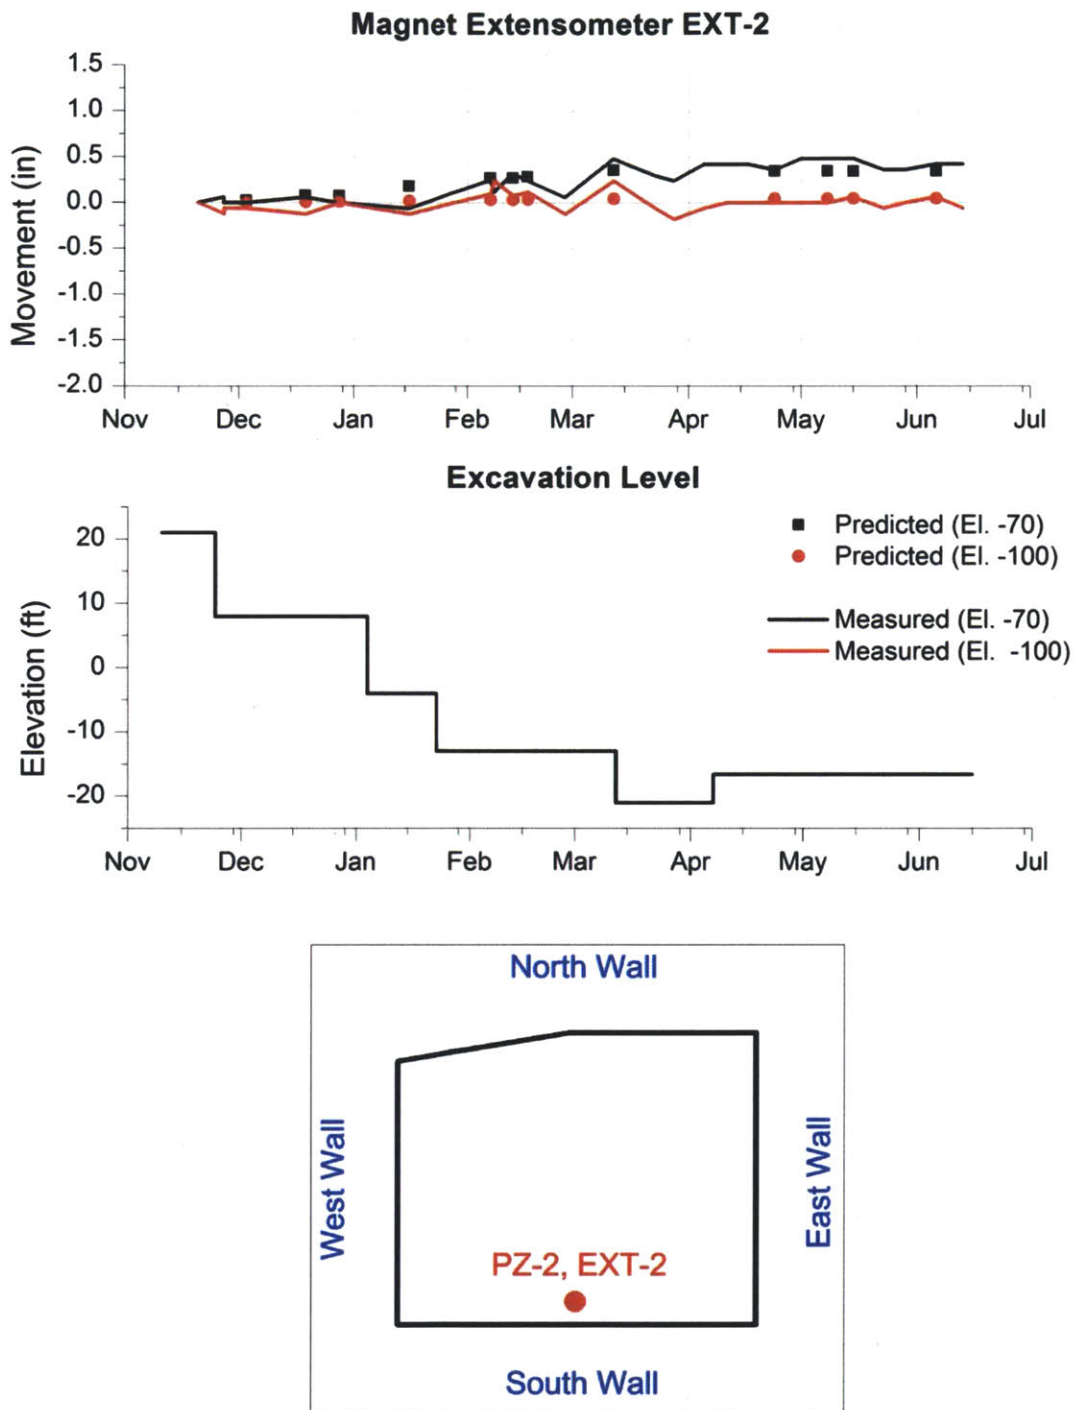 Magnet Extensometer EXT-2
Movement (in)
1.5
1.0
0.5
0.0
-0.5
-1.0
-1.5
-2.0
Nov Dec Jan Feb Mar Apr May Jun Jul
Excavation Level
Elevation (ft)
20
10
0
-10
-20
Predicted (El. -70)
Predicted (El. -100)
Measured (El. -70)
Measured (El. -100)
Nov Dec Jan Feb Mar Apr May Jun Jul
North Wall
West Wall
East Wall
PZ-2, EXT-2
South Wall